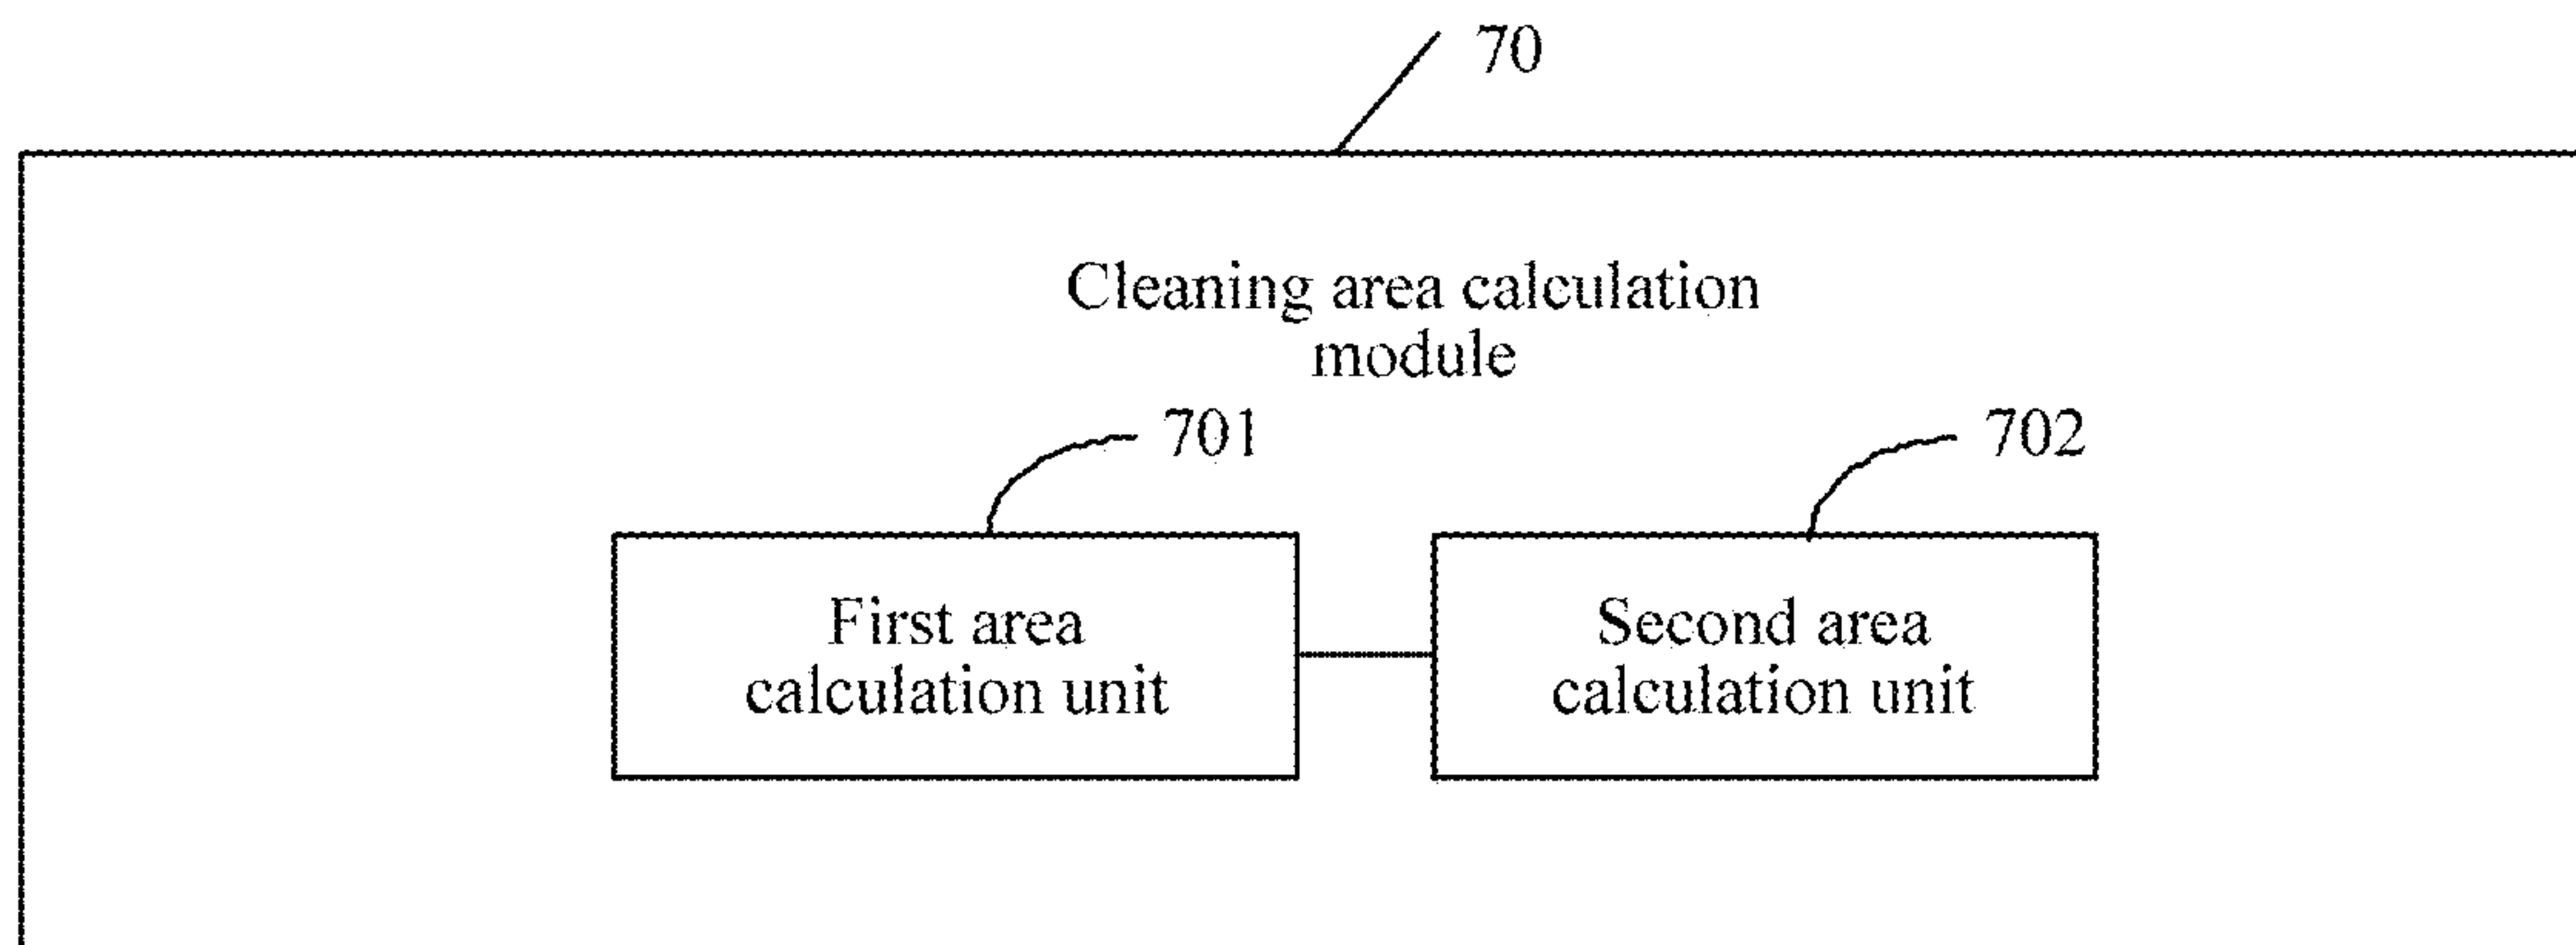 70
Cleaning area calculation
module
701
702
First area
calculation unit
Second area
calculation unit